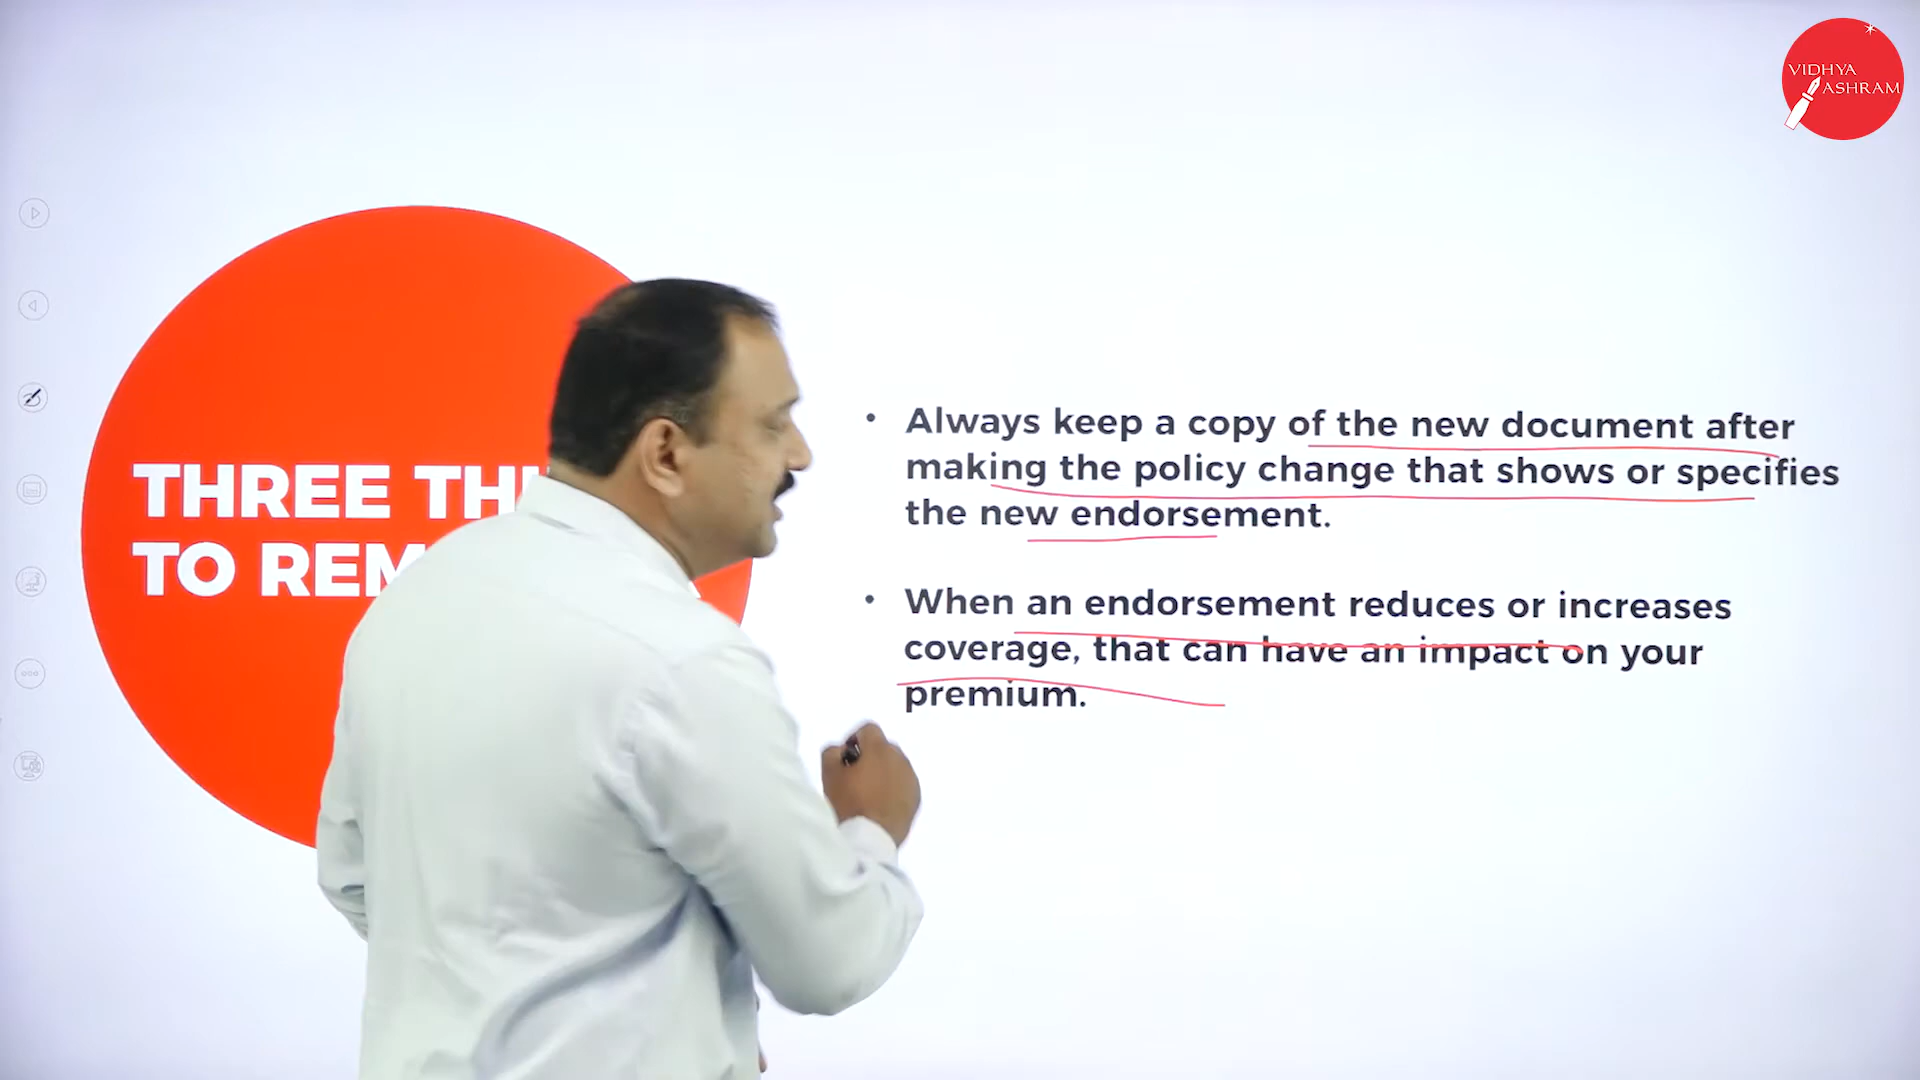 VIDHYA
ASHRAM
THREE
TO
• Always keep a copy of the new document after
making the policy change that shows or specifies
the new endorsement.
• When an endorsement reduces or increases
coverage, that can have an impact on your
premium.